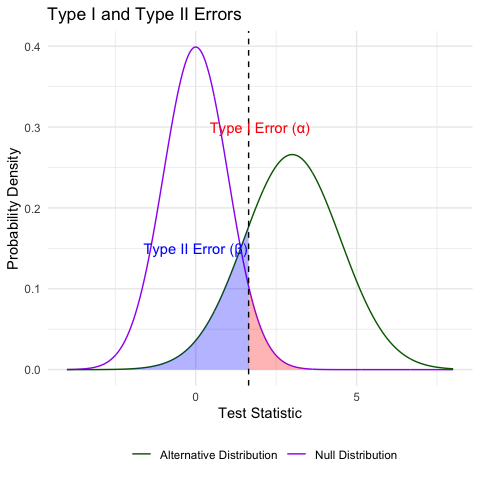 Type I and Type II Errors
0.4
0.3
0.2
0.1
0.0
Probability Density
Type I Error (α)
Type II Error (β)
0
5
Test Statistic
Alternative Distribution
Null Distribution